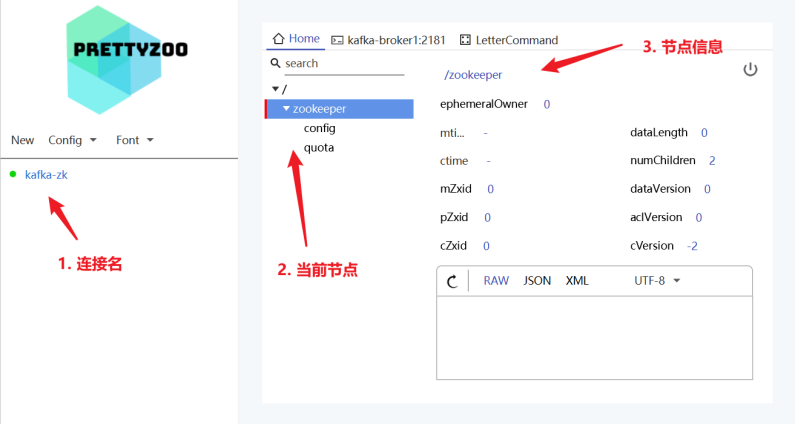 PRETTYZOO
New Config Font
kafka-zk
1. 连接名
Home kafka-broker1:2181 LetterCommand
search
/
zookeeper
config
quota
2. 当前节点
3. 节点信息
/zookeeper
ephemeralOwner 0
mti... -
dataLength 0
ctime -
numChildren 2
mZxid 0
dataVersion 0
pZxid 0
aclVersion 0
cZxid 0
cVersion -2
RAW JSON XML UTF-8